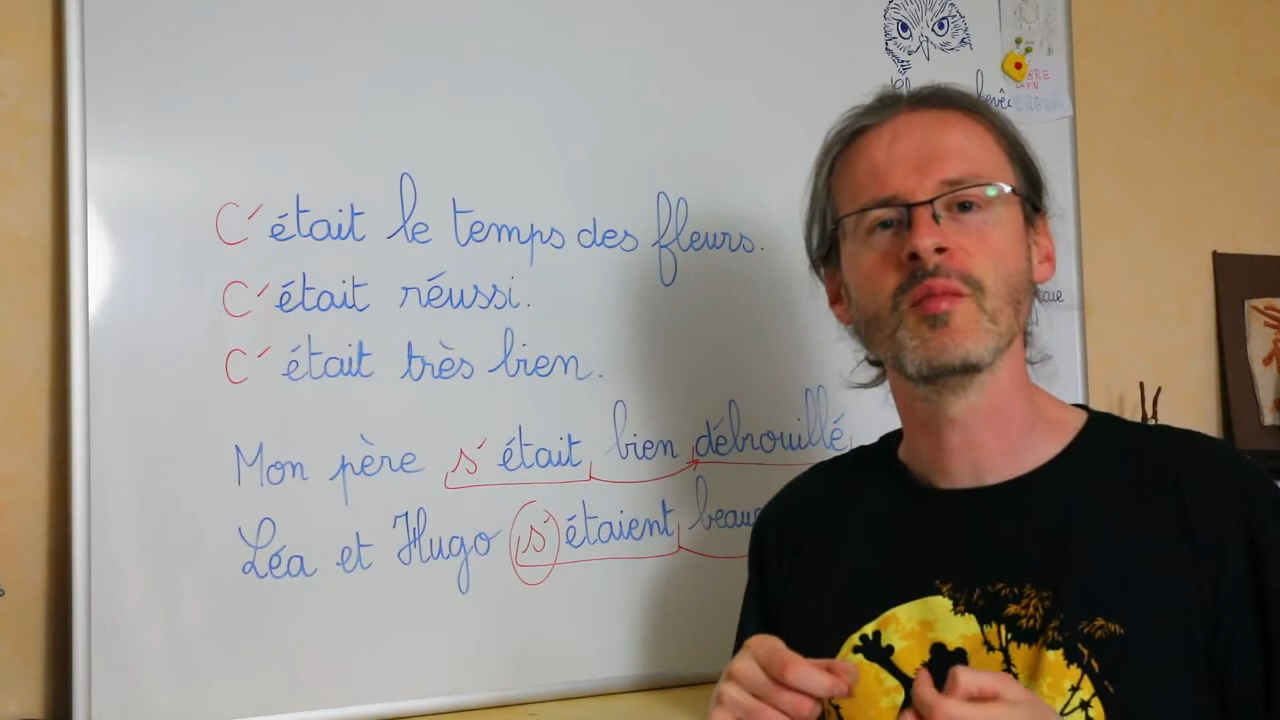 C'était le temps des fleurs.
C'était réussi.
C'était très bien.
Mon père s'était bien débrouillé
Léa et Hugo s'étaient